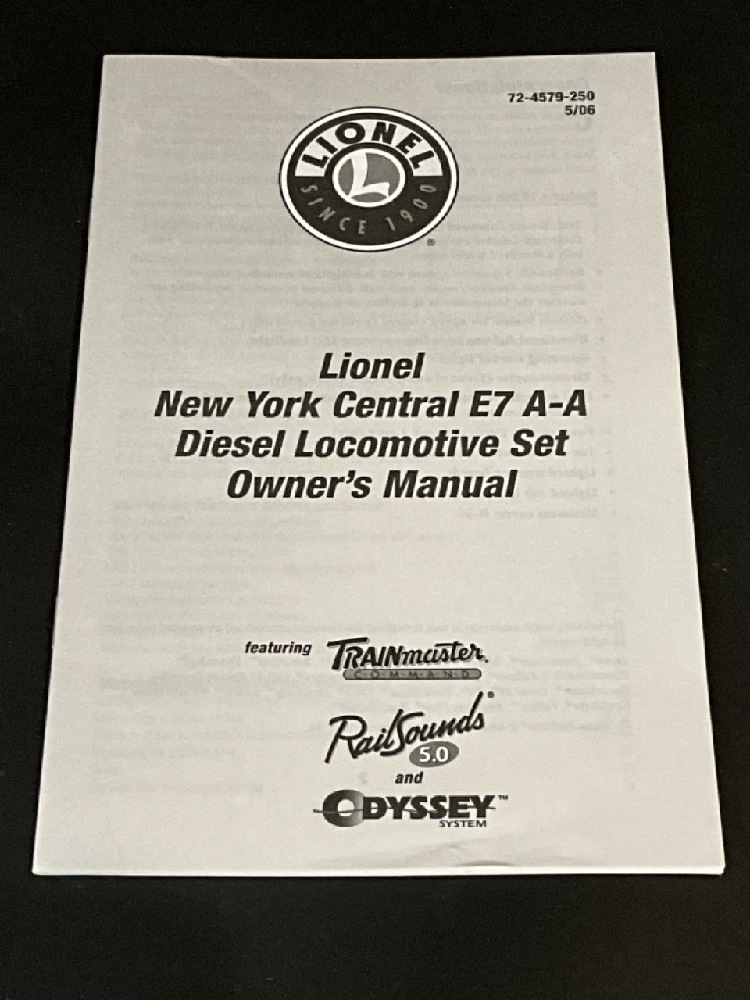 72-4579-250
5/06
LIONEL
L
SINCE 1900
®
Lionel
New York Central E7 A-A
Diesel Locomotive Set
Owner's Manual
featuring TRAINmaster®
COMMAND
RailSounds®
5.0
and
ODYSSEY™
SYSTEM